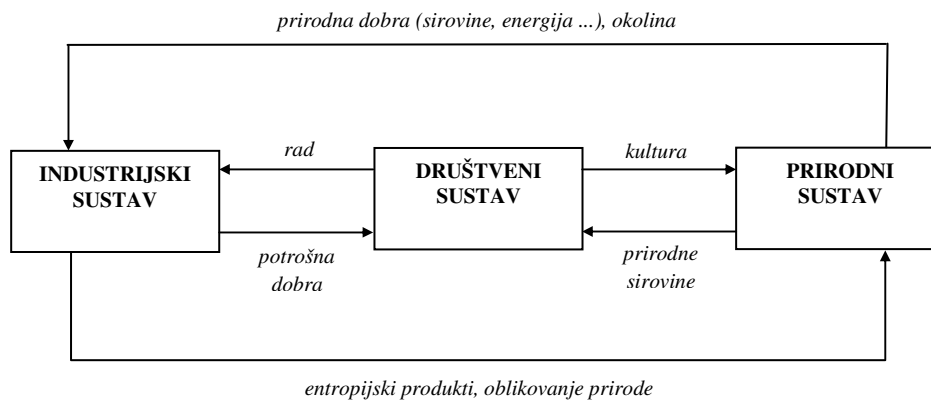 prirodna dobra (sirovine, energija ...), okolina
rad
kultura
INDUSTRIJSKI
SUSTAV
DRUŠTVENI
SUSTAV
PRIRODNI
SUSTAV
potrošna
dobra
prirodne
sirovine
entropijski produkti, oblikovanje prirode